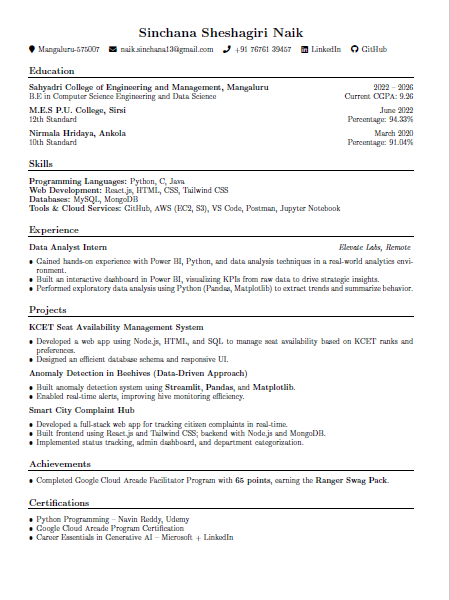 Sinchana Sheshagiri Naik
Mangaluru-575007 naik.sinchana13@gmail.com +91 76761 39457 LinkedIn GitHub
Education
Sahyadri College of Engineering and Management, Mangaluru 2022 – 2026
B.E in Computer Science Engineering and Data Science Current CGPA: 9.26
M.E.S P.U. College, Sirsi June 2022
12th Standard Percentage: 94.33%
Nirmala Hridaya, Ankola March 2020
10th Standard Percentage: 91.04%
Skills
Programming Languages: Python, C, Java
Web Development: React.js, HTML, CSS, Tailwind CSS
Databases: MySQL, MongoDB
Tools & Cloud Services: GitHub, AWS (EC2, S3), VS Code, Postman, Jupyter Notebook
Experience
Data Analyst Intern Elevate Labs, Remote
• Gained hands-on experience with Power BI, Python, and data analysis techniques in a real-world analytics envi-
ronment.
• Built an interactive dashboard in Power BI, visualizing KPIs from raw data to drive strategic insights.
• Performed exploratory data analysis using Python (Pandas, Matplotlib) to extract trends and summarize behavior.
Projects
KCET Seat Availability Management System
• Developed a web app using Node.js, HTML, and SQL to manage seat availability based on KCET ranks and
preferences.
• Designed an efficient database schema and responsive UI.
Anomaly Detection in Beehives (Data-Driven Approach)
• Built anomaly detection system using Streamlit, Pandas, and Matplotlib.
• Enabled real-time alerts, improving hive monitoring efficiency.
Smart City Complaint Hub
• Developed a full-stack web app for tracking citizen complaints in real-time.
• Built frontend using React.js and Tailwind CSS; backend with Node.js and MongoDB.
• Implemented status tracking, admin dashboard, and department categorization.
Achievements
• Completed Google Cloud Arcade Facilitator Program with 65 points, earning the Ranger Swag Pack.
Certifications
• Python Programming – Navin Reddy, Udemy
• Google Cloud Arcade Program Certification
• Career Essentials in Generative AI – Microsoft + LinkedIn